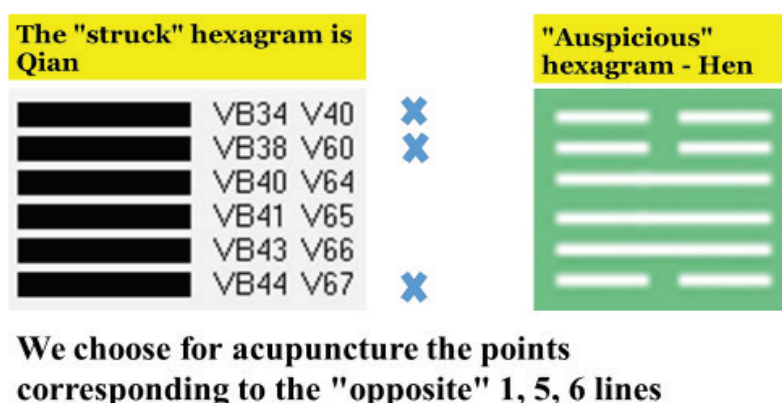 The "struck" hexagram is
Qian
"Auspicious"
hexagram - Hen
VB34 V40
VB38 V60
VB40 V64
VB41 V65
VB43 V66
VB44 V67
We choose for acupuncture the points
corresponding to the "opposite" 1, 5, 6 lines